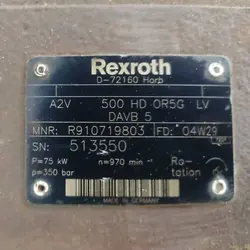 Rexroth
D-72160 Horb
A2V 500 HD OR5G LV
DAVB 5
MNR: R910719803 FD: 04W29
SN: 513550
P=75 kW n=970 min⁻¹ Ro-
p=350 bar tation
MADE IN GERMANY